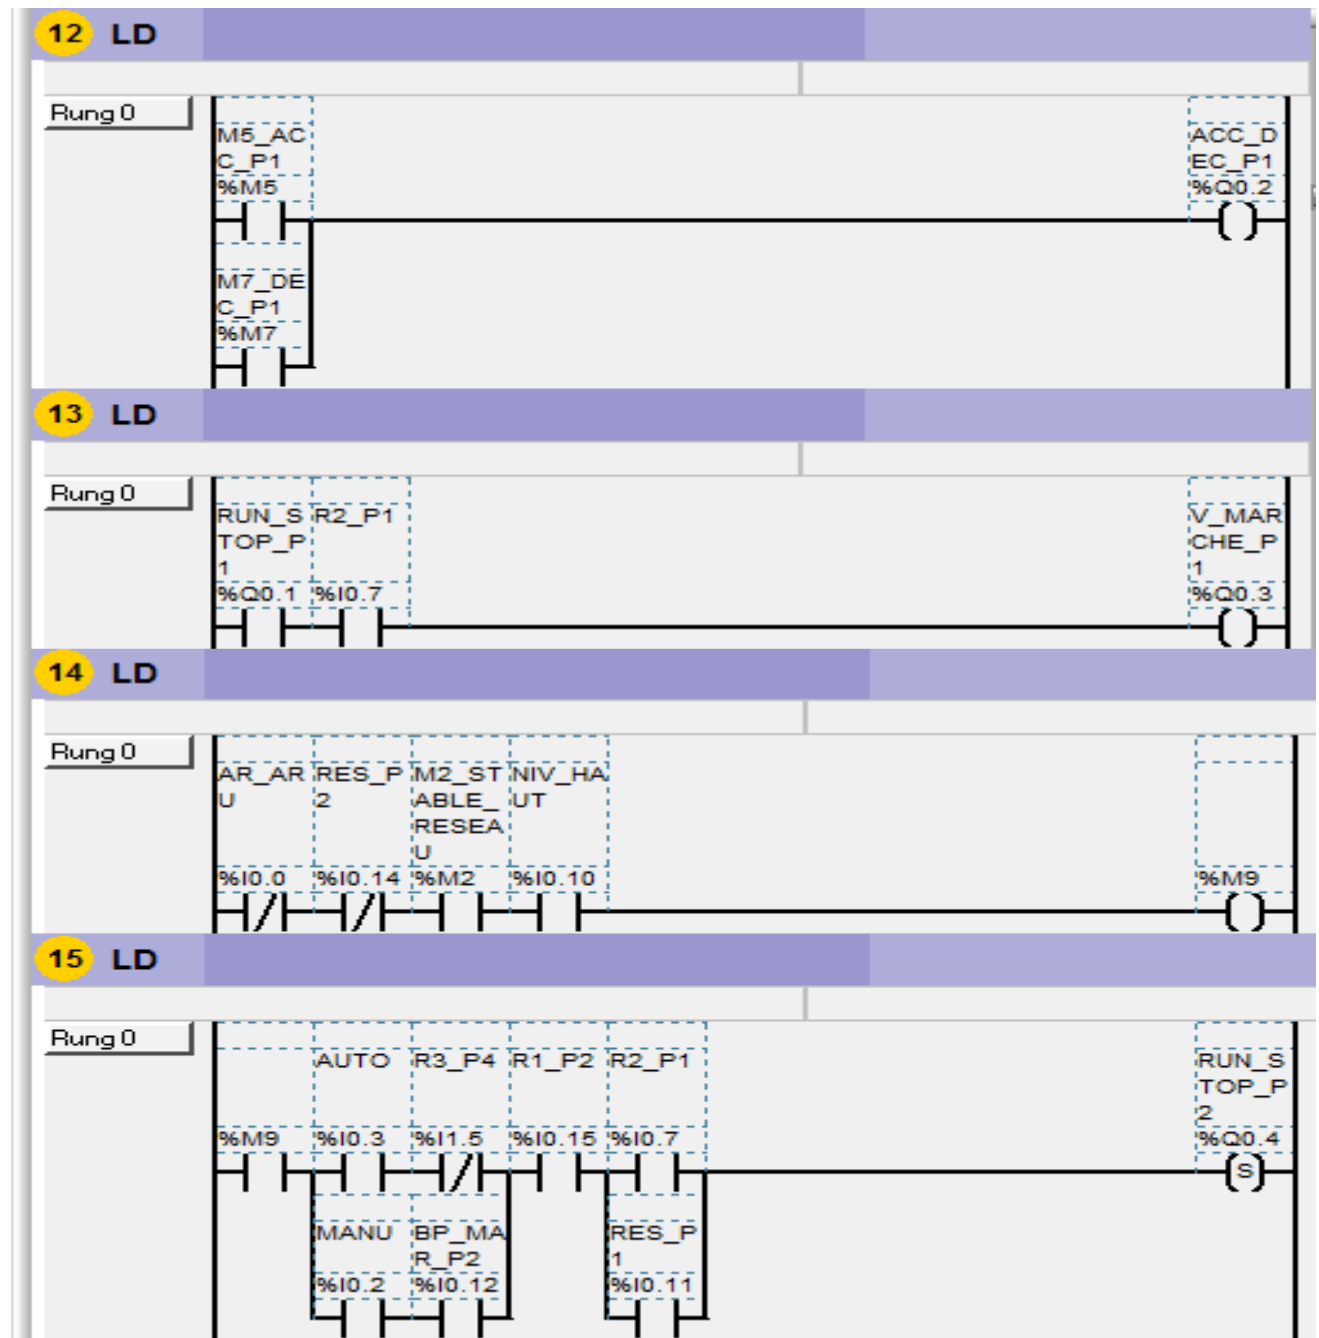 12 LD
Rung 0
M5_AC ACC_D
C_P1 EC_P1
%M5 %Q0.2
M7_DE
C_P1
%M7
13 LD
Rung 0
RUN_S R2_P1 V_MAR
TOP_P CHE_P
1 1
%Q0.1 %I0.7 %Q0.3
14 LD
Rung 0
AR_AR RES_P M2_ST NIV_HA
U 2 ABLE_ UT
RESEA
U
%I0.0 %I0.14 %M2 %I0.10 %M9
15 LD
Rung 0
AUTO R3_P4 R1_P2 R2_P1 RUN_S
TOP_P
2
%M9 %I0.3 %I1.5 %I0.15 %I0.7 %Q0.4
S
MANU BP_MA RES_P
R_P2 1
%I0.2 %I0.12 %I0.11